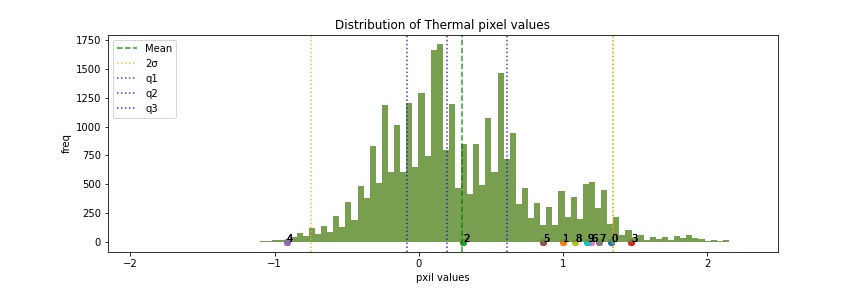 Distribution of Thermal pixel values
1750
1500
1250
1000
750
500
250
0
freq
Mean
2σ
q1
q2
q3
4 2 5 1 8 9 6 7 0 3
−2 −1 0 1 2
pxil values